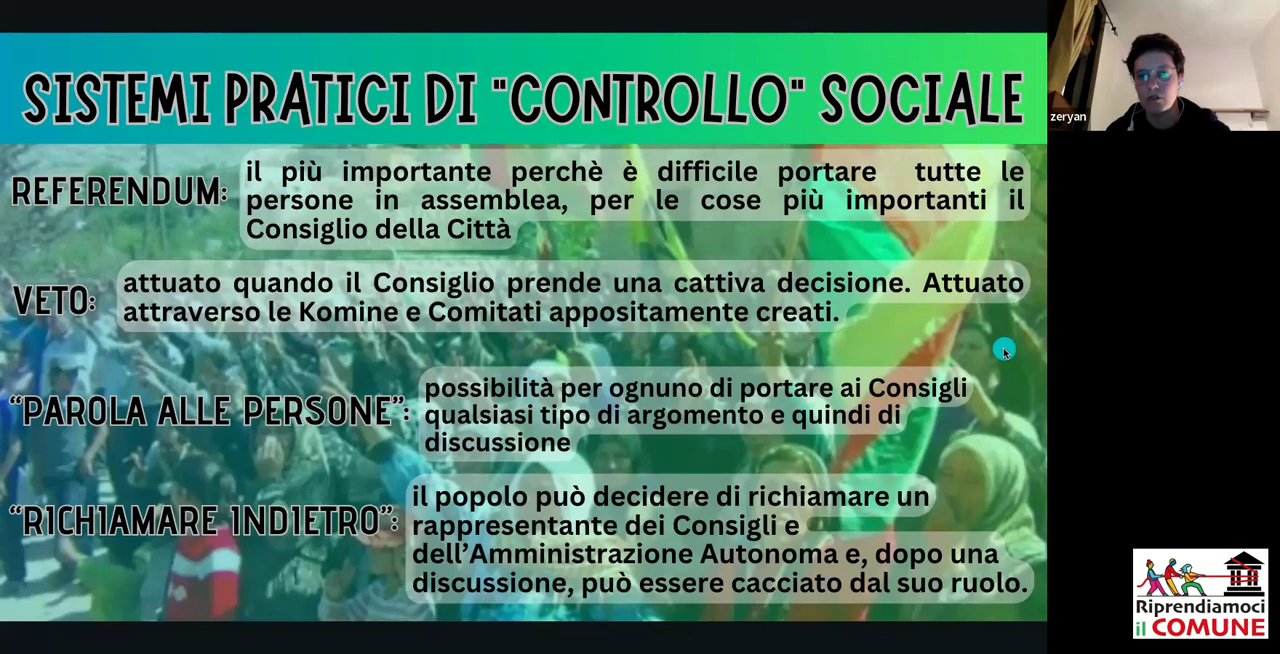 SISTEMI PRATICI DI "CONTROLLO" SOCIALE
zeryan
REFERENDUM:
il più importante perchè è difficile portare tutte le
persone in assemblea, per le cose più importanti il
Consiglio della Città
VETO:
attuato quando il Consiglio prende una cattiva decisione. Attuato
attraverso le Komine e Comitati appositamente creati.
“PAROLA ALLE PERSONE”:
possibilità per ognuno di portare ai Consigli
qualsiasi tipo di argomento e quindi di
discussione
“RICHIAMARE INDIETRO”:
il popolo può decidere di richiamare un
rappresentante dei Consigli e
dell’Amministrazione Autonoma e, dopo una
discussione, può essere cacciato dal suo ruolo.
Riprendiamoci
il COMUNE